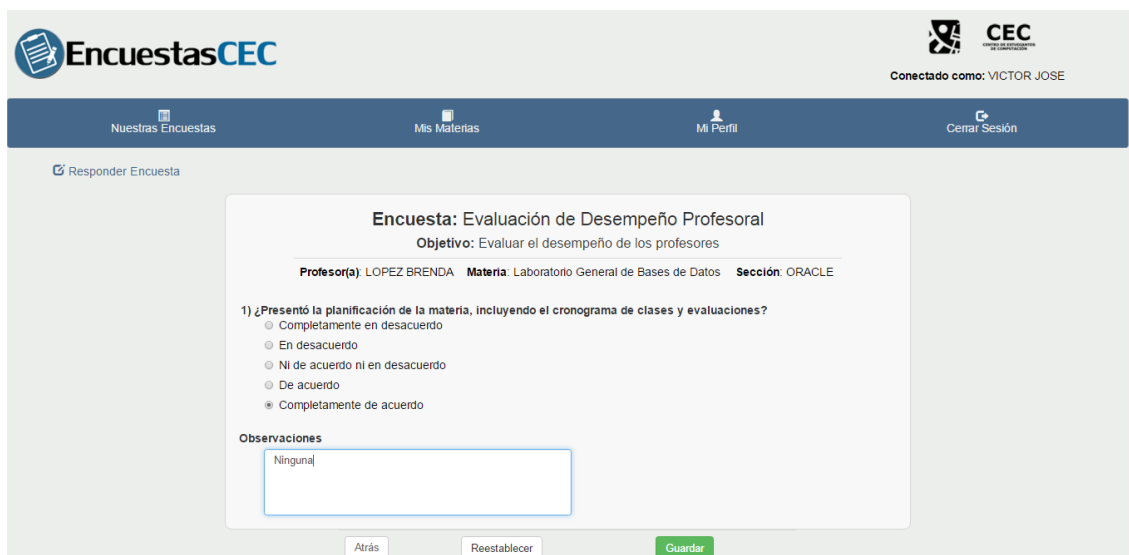 EncuestasCEC
CEC
CENTRO DE ESTUDIANTES
DE COMPUTACIÓN
Conectado como: VICTOR JOSE
Nuestras Encuestas
Mis Materias
Mi Perfil
Cerrar Sesión
Responder Encuesta
Encuesta: Evaluación de Desempeño Profesoral
Objetivo: Evaluar el desempeño de los profesores
Profesor(a): LOPEZ BRENDA Materia: Laboratorio General de Bases de Datos Sección: ORACLE
1) ¿Presentó la planificación de la materia, incluyendo el cronograma de clases y evaluaciones?
Completamente en desacuerdo
En desacuerdo
Ni de acuerdo ni en desacuerdo
De acuerdo
Completamente de acuerdo
Observaciones
Ninguna
Atrás
Reestablecer
Guardar